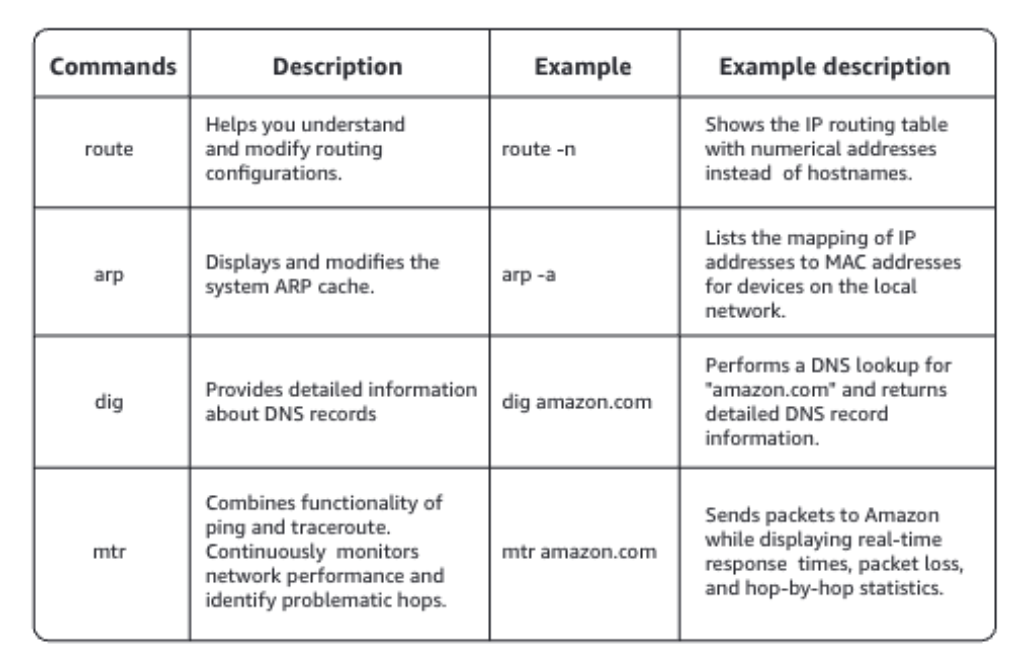 Commands Description Example Example description
route
Helps you understand
and modify routing
configurations.
route -n
Shows the IP routing table
with numerical addresses
instead of hostnames.
arp
Displays and modifies the
system ARP cache.
arp -a
Lists the mapping of IP
addresses to MAC addresses
for devices on the local
network.
dig
Provides detailed information
about DNS records
dig amazon.com
Performs a DNS lookup for
"amazon.com" and returns
detailed DNS record
information.
mtr
Combines functionality of
ping and traceroute.
Continuously monitors
network performance and
identify problematic hops.
mtr amazon.com
Sends packets to Amazon
while displaying real-time
response times, packet loss,
and hop-by-hop statistics.